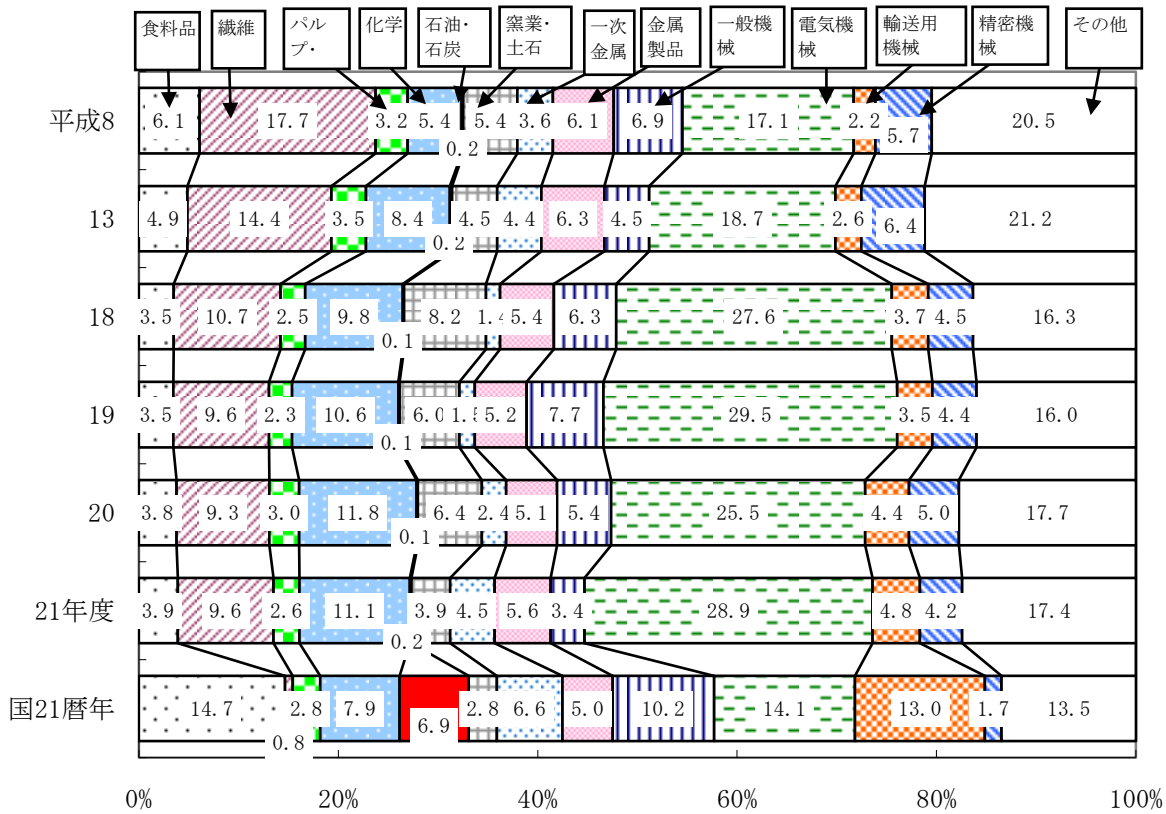 食料品
繊維
パル
プ・
化学
石油・
石炭
窯業・
土石
一次
金属
金属
製品
一般機
械
電気機
械
輸送用
機械
精密機
械
その他
平成8
6.1 17.7 3.2 5.4 0.2 5.4 3.6 6.1 6.9 17.1 2.2 5.7 20.5
13
4.9 14.4 3.5 8.4 0.2 4.5 4.4 6.3 4.5 18.7 2.6 6.4 21.2
18
3.5 10.7 2.5 9.8 0.1 8.2 1.4 5.4 6.3 27.6 3.7 4.5 16.3
19
3.5 9.6 2.3 10.6 0.1 6.0 1.5 5.2 7.7 29.5 3.5 4.4 16.0
20
3.8 9.3 3.0 11.8 0.1 6.4 2.4 5.1 5.4 25.5 4.4 5.0 17.7
21年度
3.9 9.6 2.6 11.1 0.2 3.9 4.5 5.6 3.4 28.9 4.8 4.2 17.4
国21暦年
14.7 0.8 2.8 7.9 6.9 2.8 6.6 5.0 10.2 14.1 13.0 1.7 13.5
0% 20% 40% 60% 80% 100%